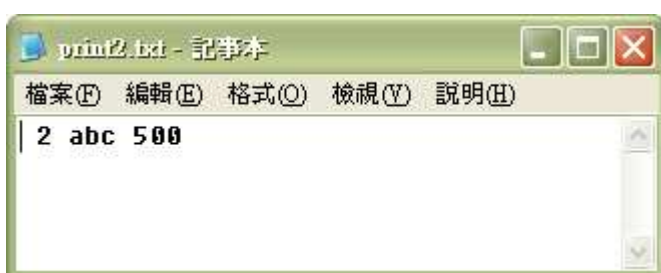 print2.txt - 記事本
檔案(F) 編輯(E) 格式(O) 檢視(V) 說明(H)
2 abc 500